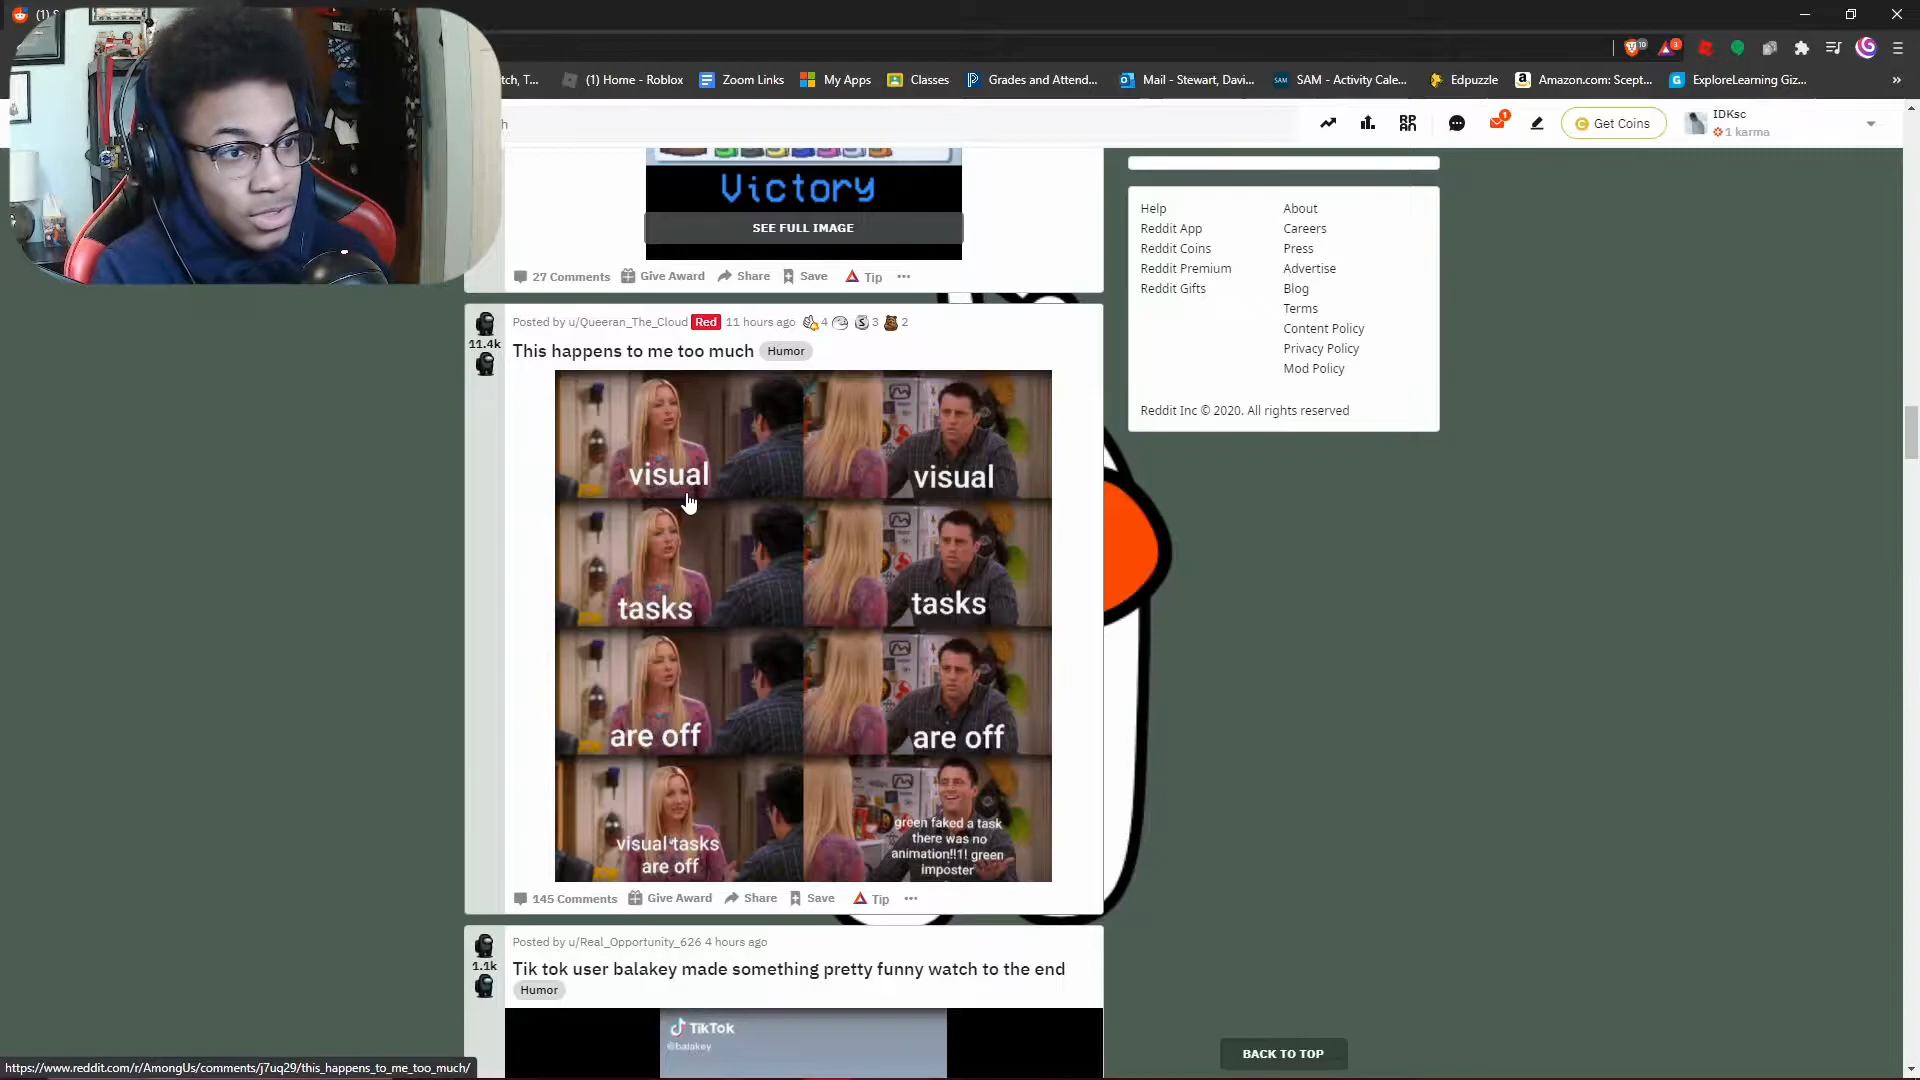 (1)
tch, T...
(1) Home - Roblox
Zoom Links
My Apps
Classes
Grades and Attend...
Mail - Stewart, Davi...
SAM - Activity Cale...
Edpuzzle
Amazon.com: Scept...
ExploreLearning Giz...
»
h
1
Get Coins
IDKsc
1 karma
Victory
SEE FULL IMAGE
27 Comments Give Award Share Save Tip ...
Help
Reddit App
Reddit Coins
Reddit Premium
Reddit Gifts
About
Careers
Press
Advertise
Blog
Terms
Content Policy
Privacy Policy
Mod Policy
Reddit Inc © 2020. All rights reserved
11.4k
Posted by u/Queeran_The_Cloud Red 11 hours ago 4 3 2
This happens to me too much Humor
visual
visual
tasks
tasks
are off
are off
visual tasks
are off
green faked a task
there was no
animation!!1! green
imposter
145 Comments Give Award Share Save Tip ...
1.1k
Posted by u/Real_Opportunity_626 4 hours ago
Tik tok user balakey made something pretty funny watch to the end
Humor
TikTok
@balakey
BACK TO TOP
https://www.reddit.com/r/AmongUs/comments/j7uq29/this_happens_to_me_too_much/